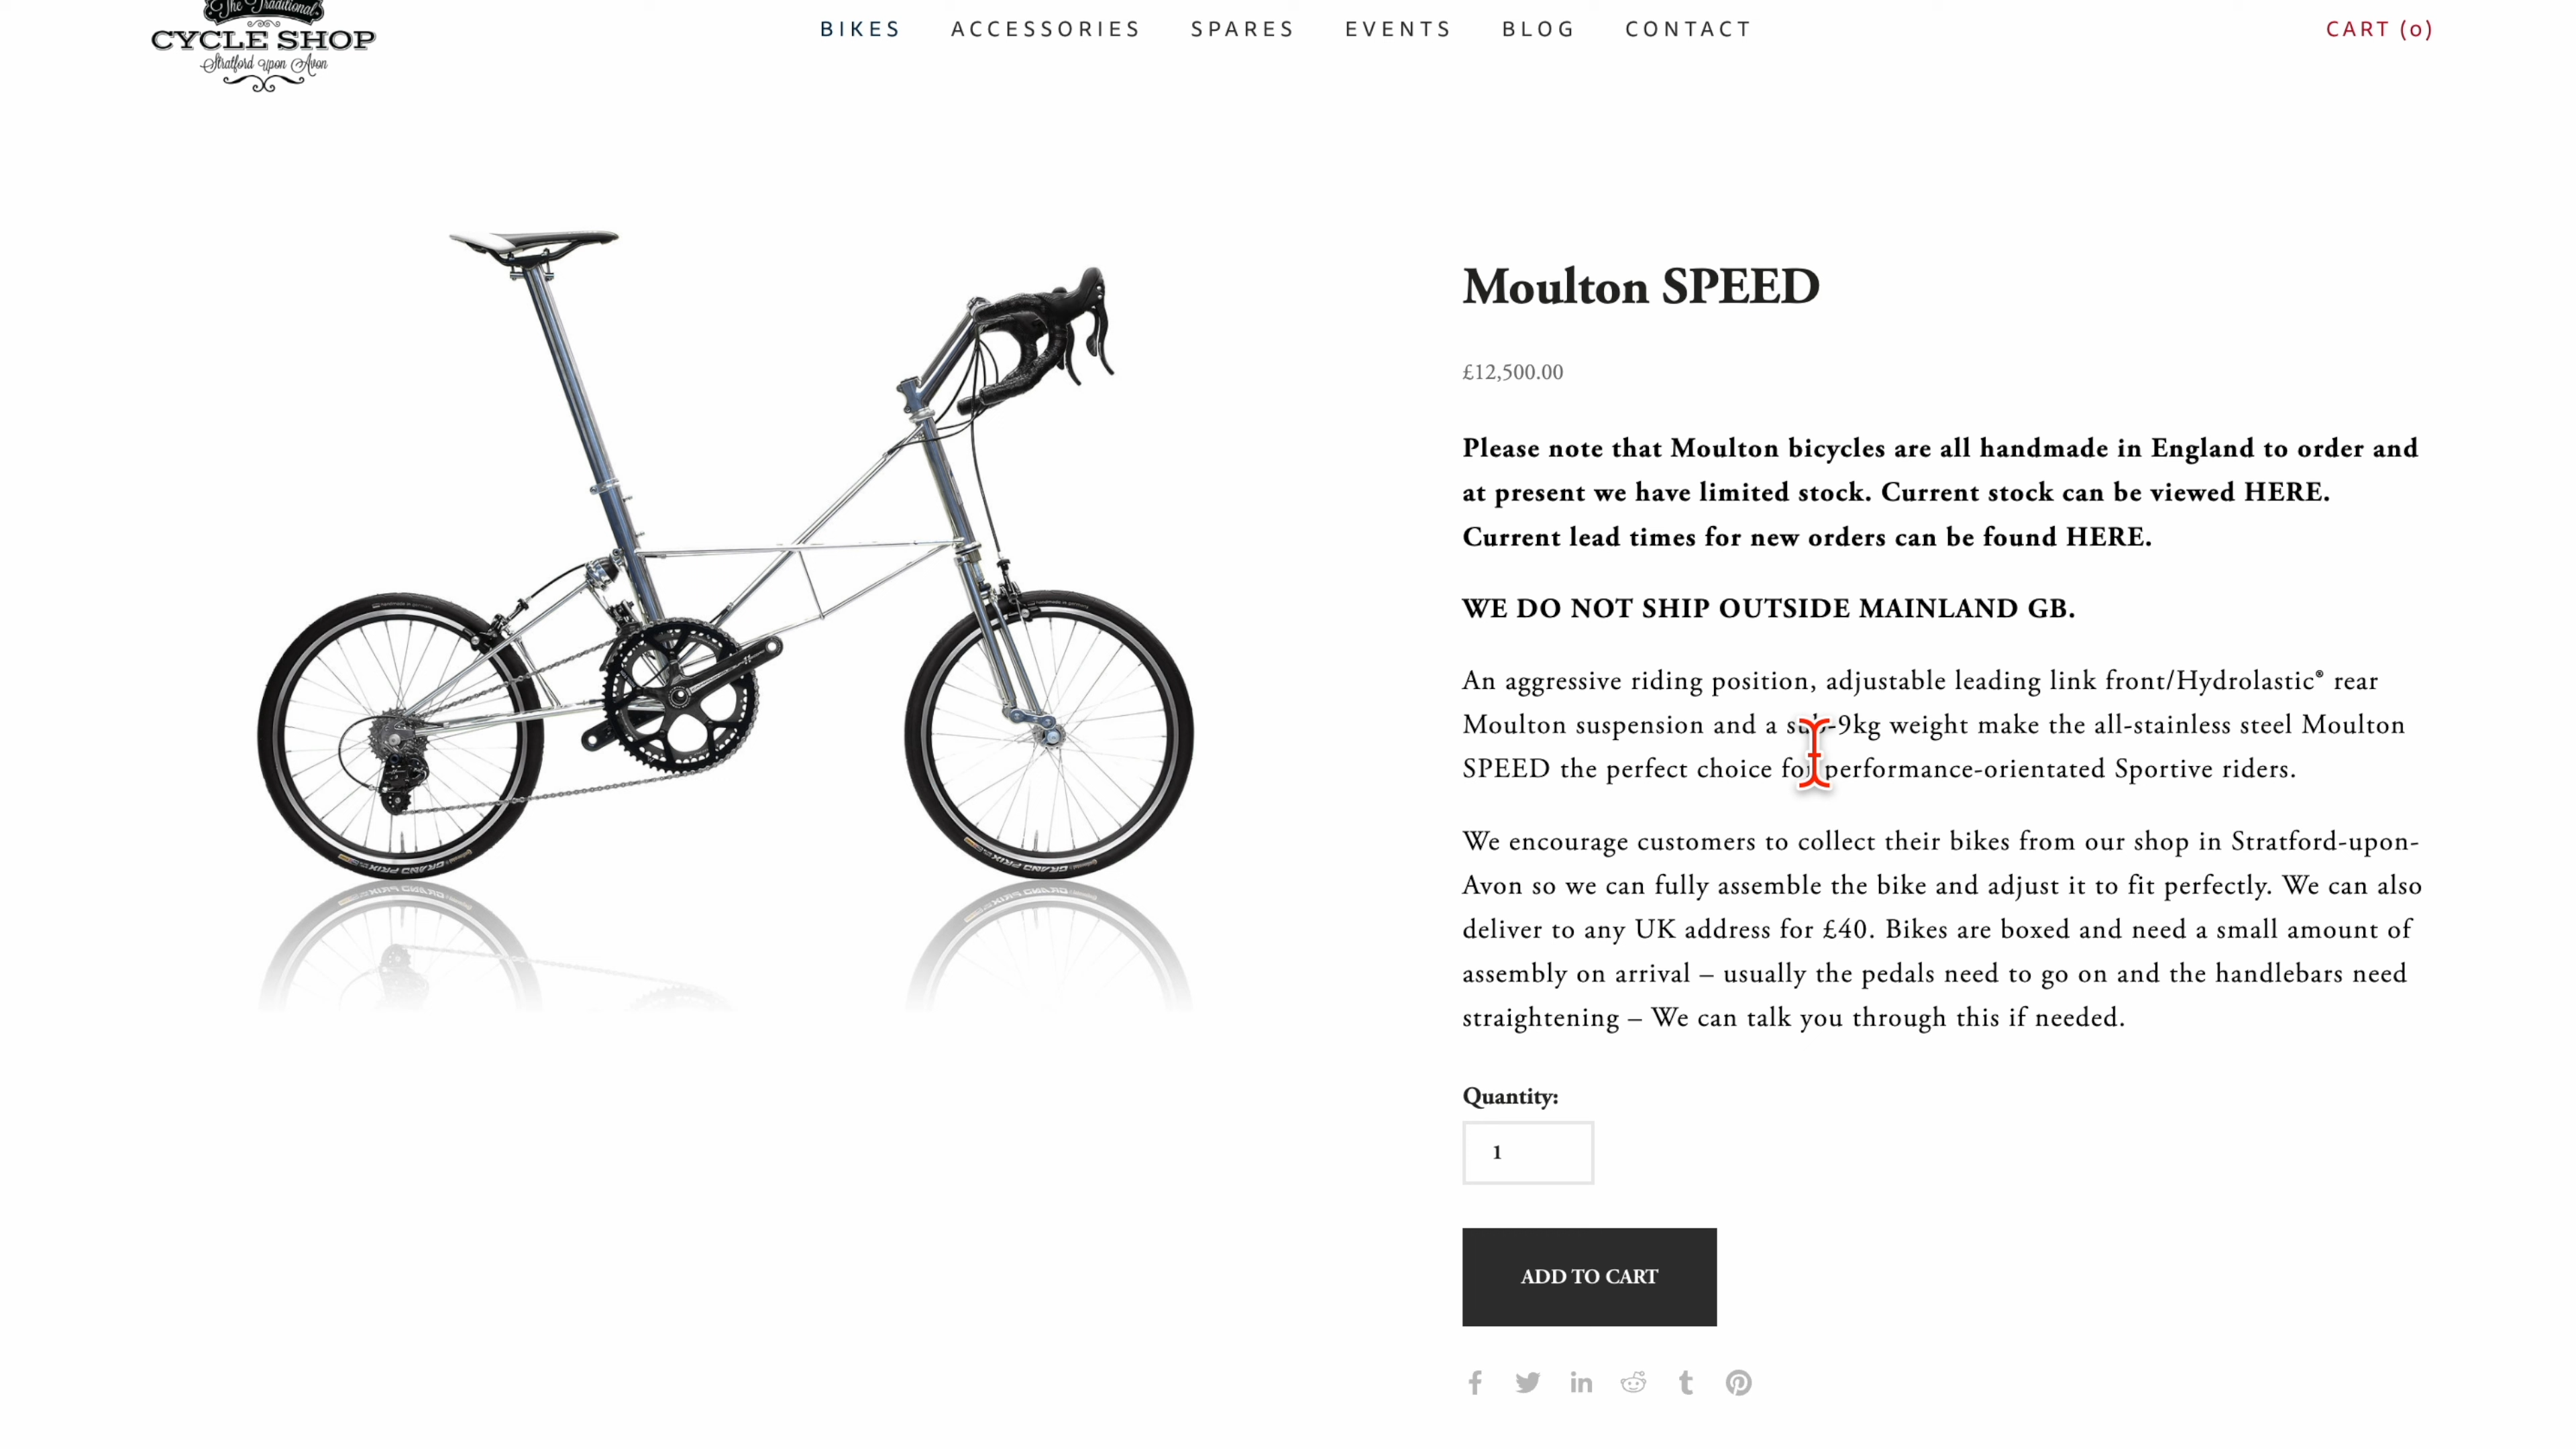 The Traditional
CYCLE SHOP
Stratford upon Avon
BIKES ACCESSORIES SPARES EVENTS BLOG CONTACT
CART (0)
Moulton SPEED
£12,500.00
Please note that Moulton bicycles are all handmade in England to order and
at present we have limited stock. Current stock can be viewed HERE.
Current lead times for new orders can be found HERE.
WE DO NOT SHIP OUTSIDE MAINLAND GB.
An aggressive riding position, adjustable leading link front/Hydrolastic® rear
Moulton suspension and a sub-9kg weight make the all-stainless steel Moulton
SPEED the perfect choice for performance-orientated Sportive riders.
We encourage customers to collect their bikes from our shop in Stratford-upon-
Avon so we can fully assemble the bike and adjust it to fit perfectly. We can also
deliver to any UK address for £40. Bikes are boxed and need a small amount of
assembly on arrival – usually the pedals need to go on and the handlebars need
straightening – We can talk you through this if needed.
Quantity:
1
ADD TO CART
GRAND PRIX
GRAND PRIX